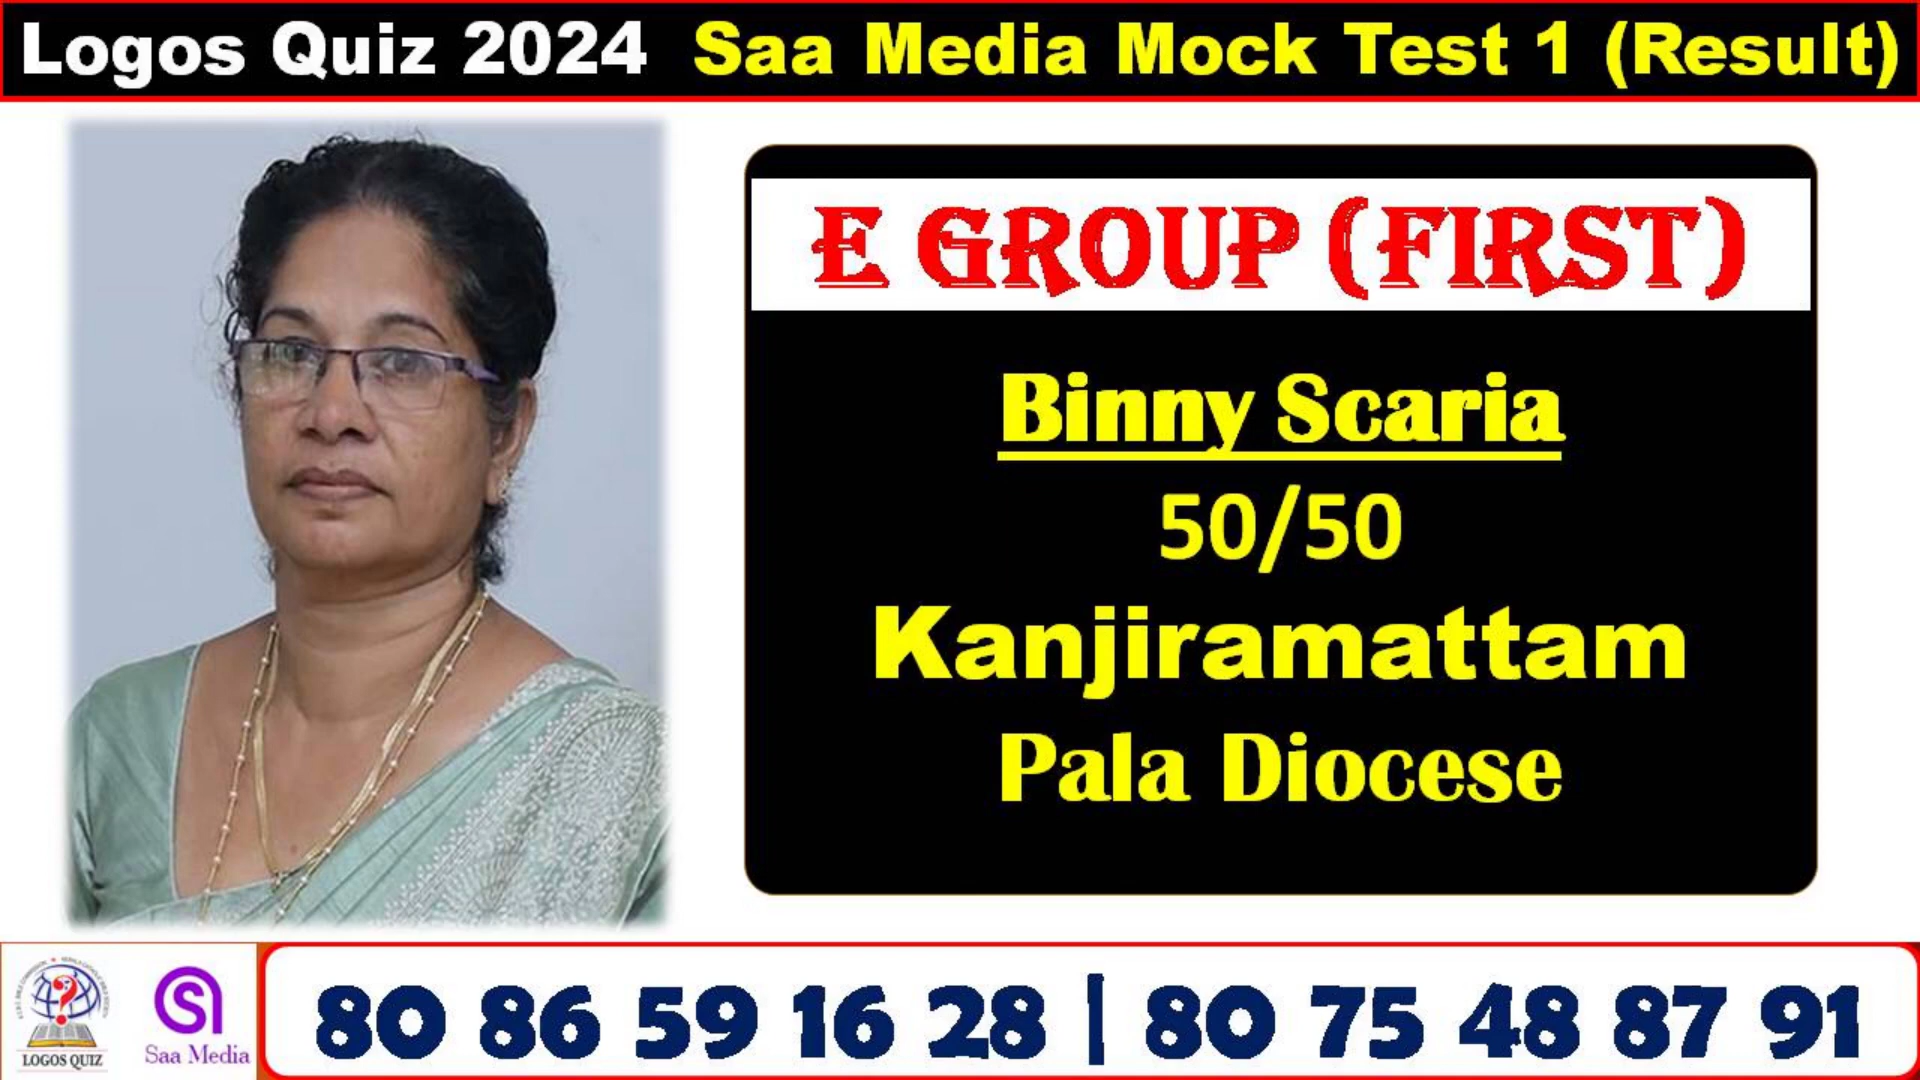 Logos Quiz 2024 Saa Media Mock Test 1 (Result)
E GROUP (FIRST)
Binny Scaria
50/50
Kanjiramattam
Pala Diocese
LOGOS QUIZ
Saa Media
80 86 59 16 28 | 80 75 48 87 91